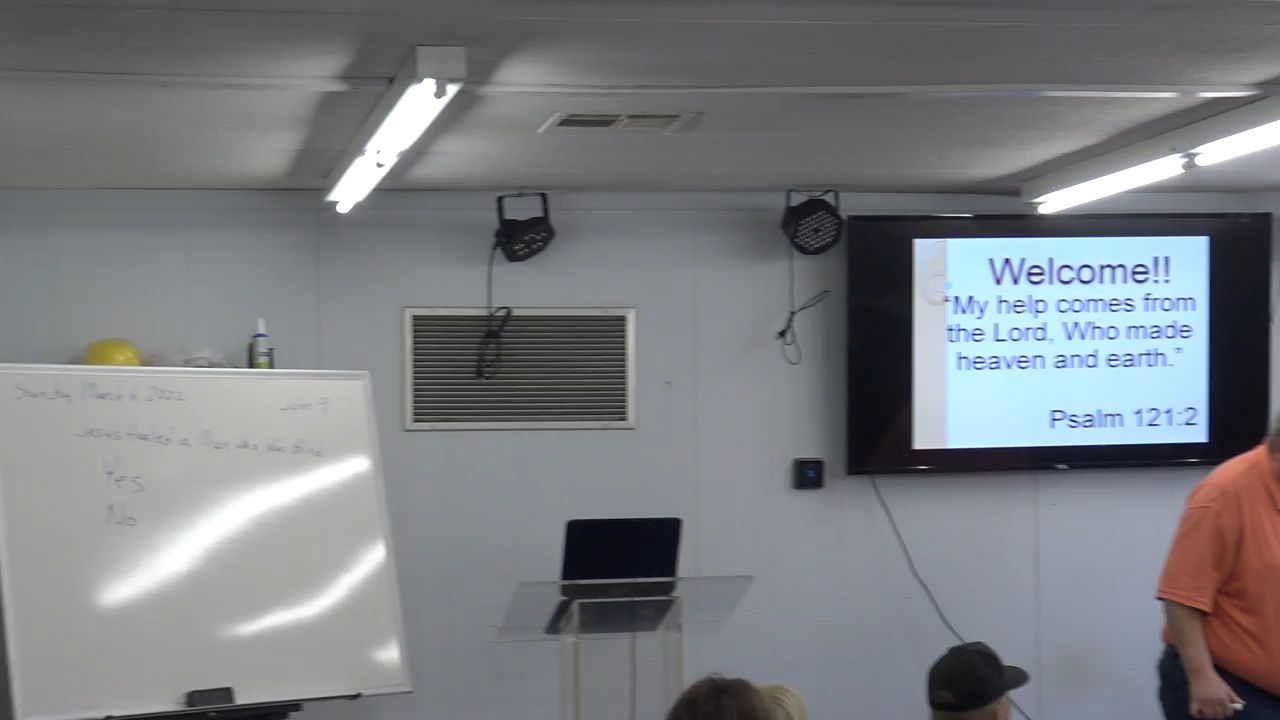 Sunday March 6, 2022
John 9
Jesus Healed a Man who was Blind
Yes
No
Welcome!!
“My help comes from
the Lord, Who made
heaven and earth.”
Psalm 121:2